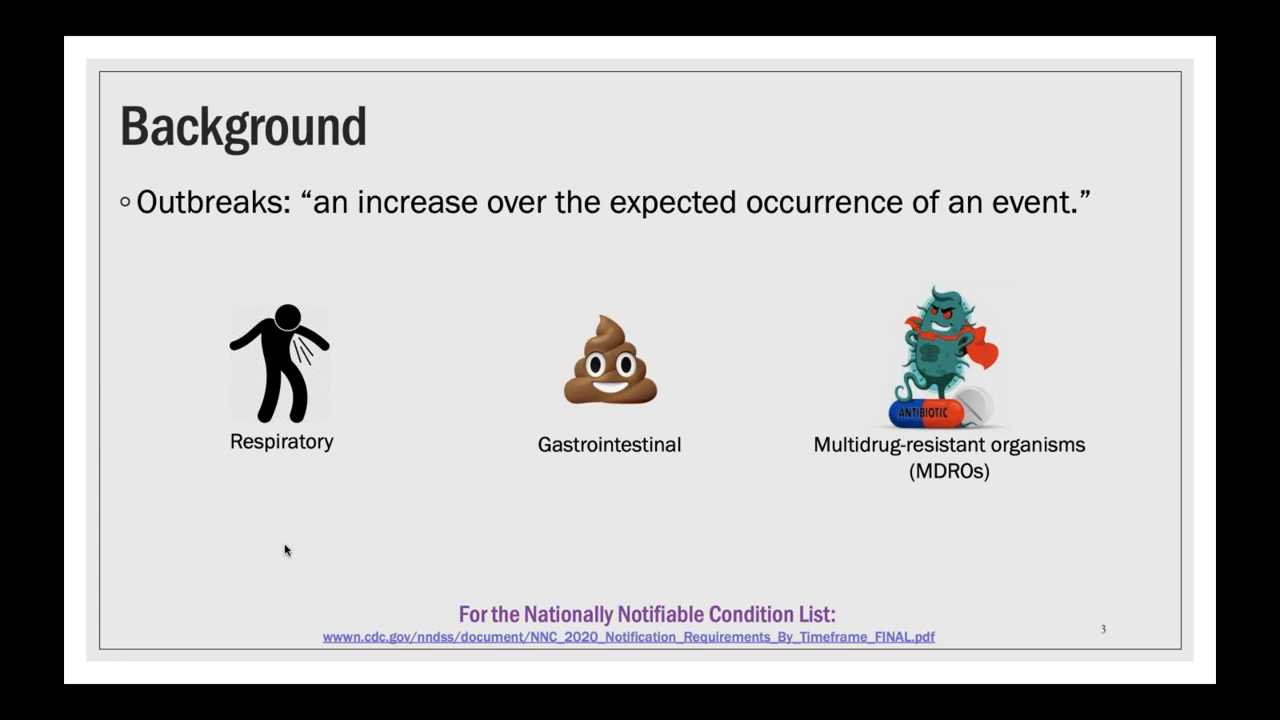 Background
◦Outbreaks: “an increase over the expected occurrence of an event.”
ANTIBIOTIC
Respiratory
Gastrointestinal
Multidrug-resistant organisms
(MDROs)
For the Nationally Notifiable Condition List:
wwwn.cdc.gov/nndss/document/NNC_2020_Notification_Requirements_By_Timeframe_FINAL.pdf
3